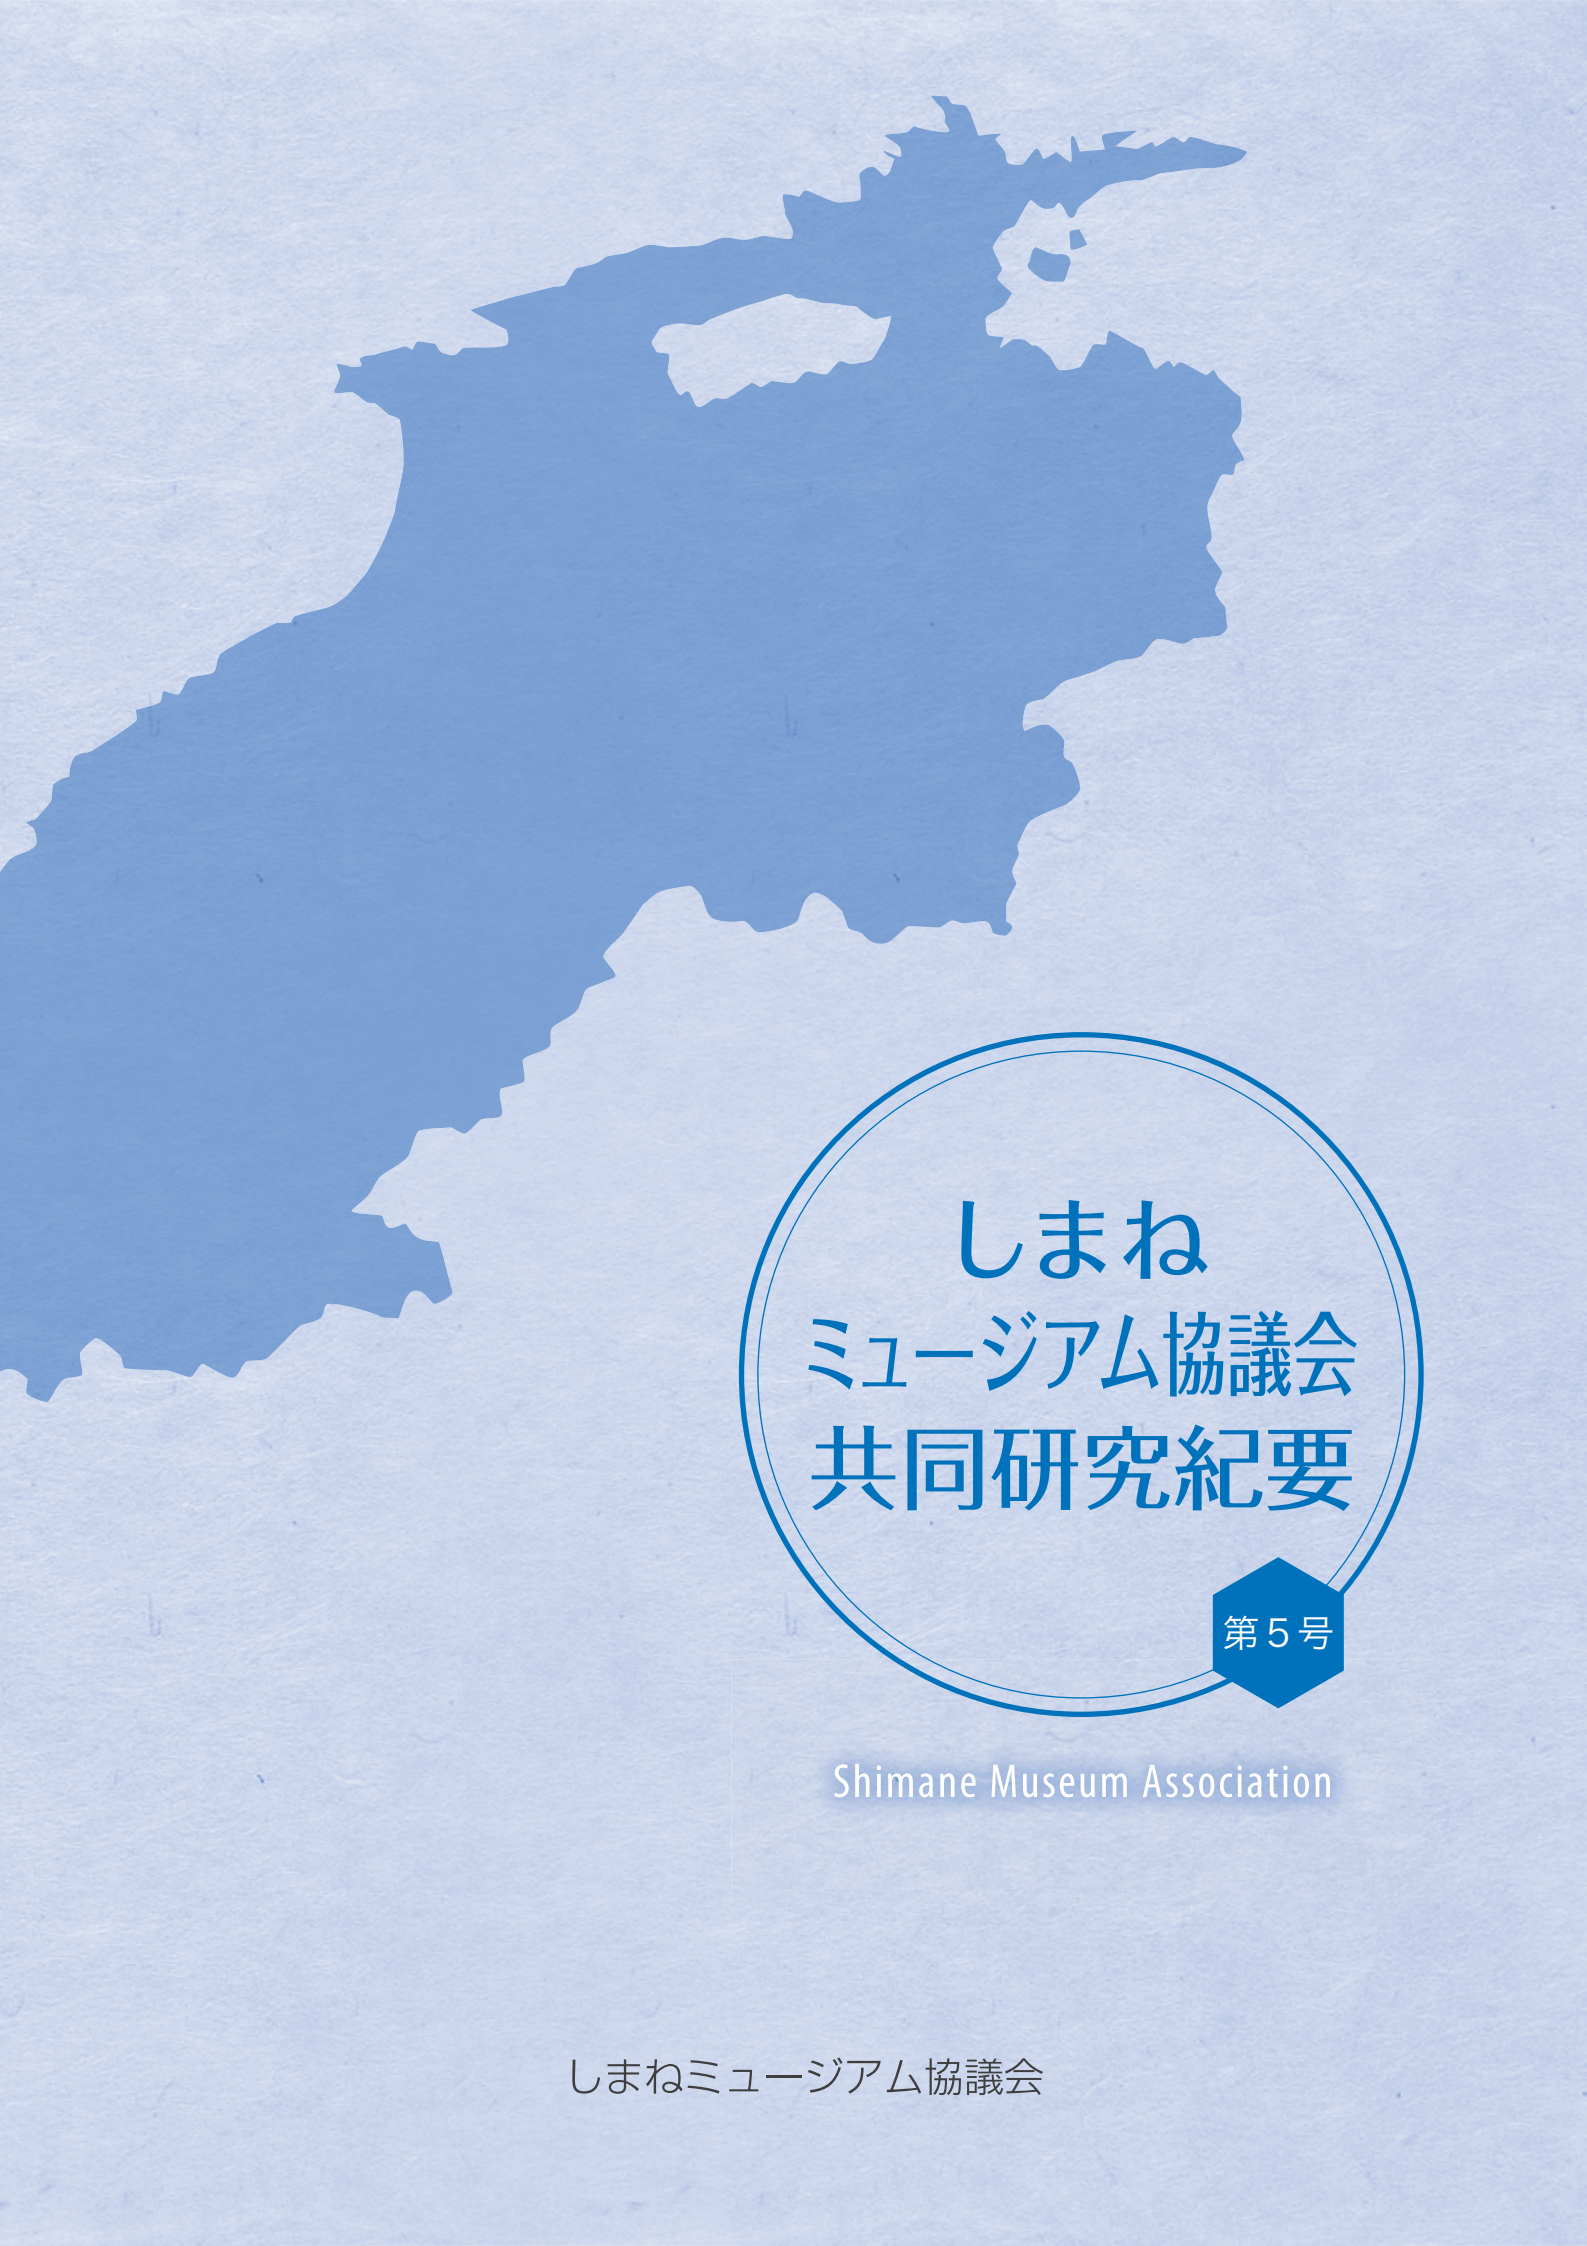 しまね
ミュージアム協議会
共同研究紀要
第5号
Shimane Museum Association
しまねミュージアム協議会